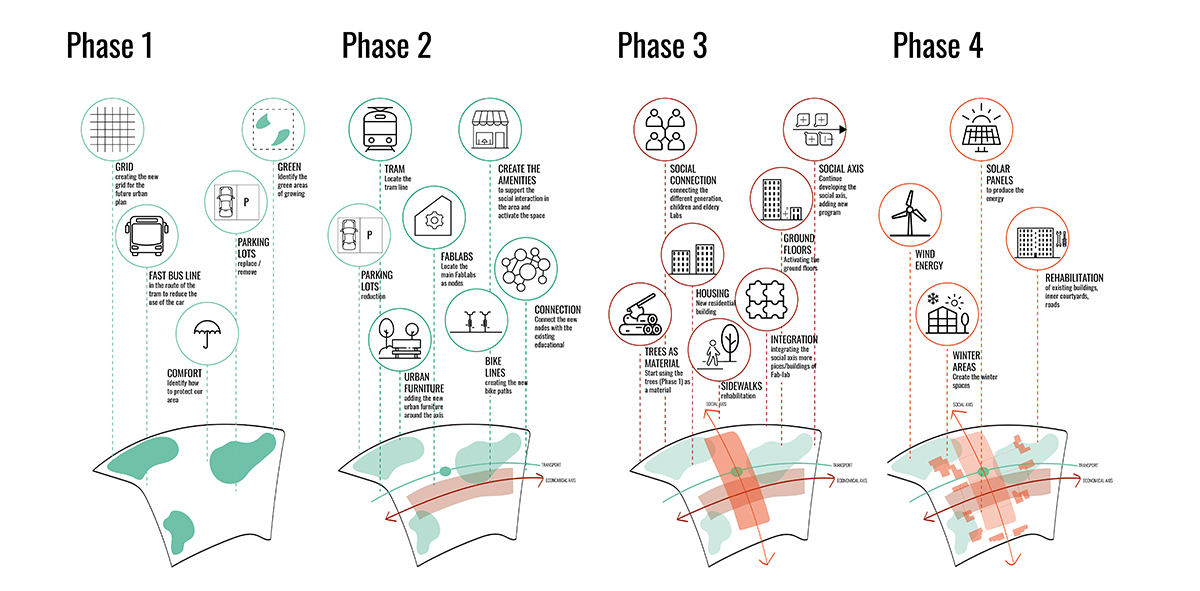 Phase 1
GRID
creating the new
grid for the
future urban
plan
GREEN
Identify the
green areas
of growing
P
PARKING
LOTS
replace /
remove
FAST BUS LINE
in the route of the
tram to reduce the
use of the car
COMFORT
Identify how
to protect our
area
Phase 2
TRAM
Locate the
tram line
CREATE THE
AMENITIES
to support the
social interaction in
the area and
activate the space
P
PARKING
LOTS
reduction
FABLABS
Locate the
main FabLabs
as nodes
CONNECTION
Connect the new
nodes with the
existing
educational
URBAN
FURNITURE
adding the new
urban furniture
around the axis
BIKE
LINES
creating the new
bike paths
TRANSPORT
ECONOMICAL AXIS
Phase 3
SOCIAL
CONNECTION
connecting the
different generation,
children and eldery
Labs
SOCIAL AXIS
Continue
developing the
social axis,
adding new
program
GROUND
FLOORS
Activating the
ground floors
HOUSING
New residential
building
TREES AS
MATERIAL
Start using the
trees (Phase 1) as
a material
SIDEWALKS
rehabilitation
INTEGRATION
integrating the
social axis more
pices/buildings of
Fab-lab
SOCIAL AXIS
TRANSPORT
ECONOMICAL AXIS
Phase 4
SOLAR
PANELS
to produce the
energy
WIND
ENERGY
REHABILITATION
of existing buildings,
inner courtyards,
roads
WINTER
AREAS
Create the winter
spaces
SOCIAL AXIS
TRANSPORT
ECONOMICAL AXIS